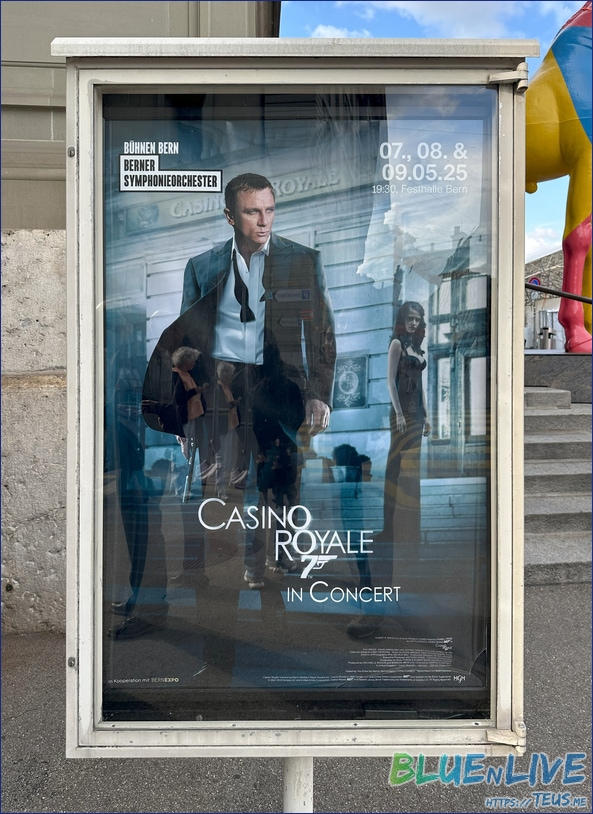 BÜHNEN BERN
BERNER
SYMPHONIEORCHESTER
07., 08. &
09.05.25
19:30, Festhalle Bern
CASINO ROYALE
CASINO
ROYALE
007
IN CONCERT
In Kooperation mit BERNEXPO
BLUENLIVE
HTTPS://TEUS.ME